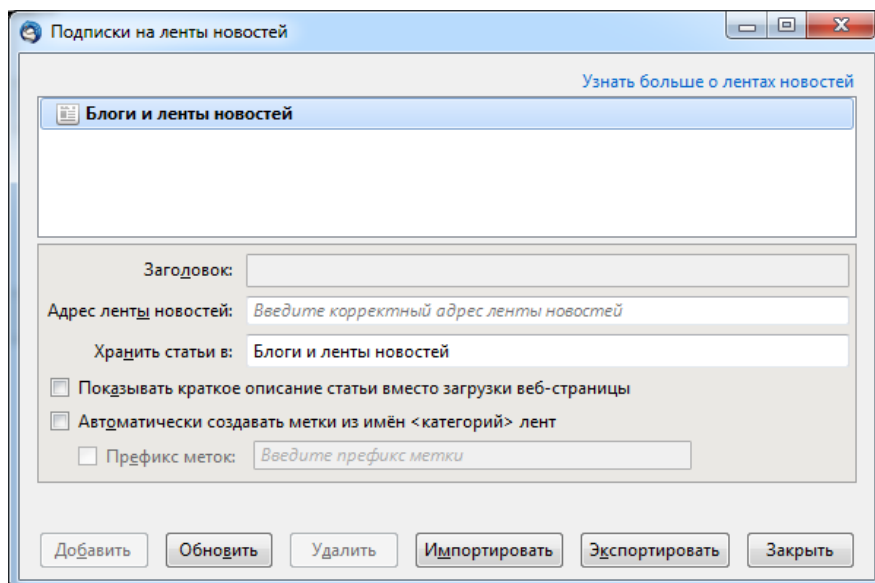 Подписки на ленты новостей
Узнать больше о лентах новостей
Блоги и ленты новостей
Заголовок:
Адрес ленты новостей: Введите корректный адрес ленты новостей
Хранить статьи в: Блоги и ленты новостей
Показывать краткое описание статьи вместо загрузки веб-страницы
Автоматически создавать метки из имён <категорий> лент
Префикс меток: Введите префикс метки
Добавить Обновить Удалить Импортировать Экспортировать Закрыть